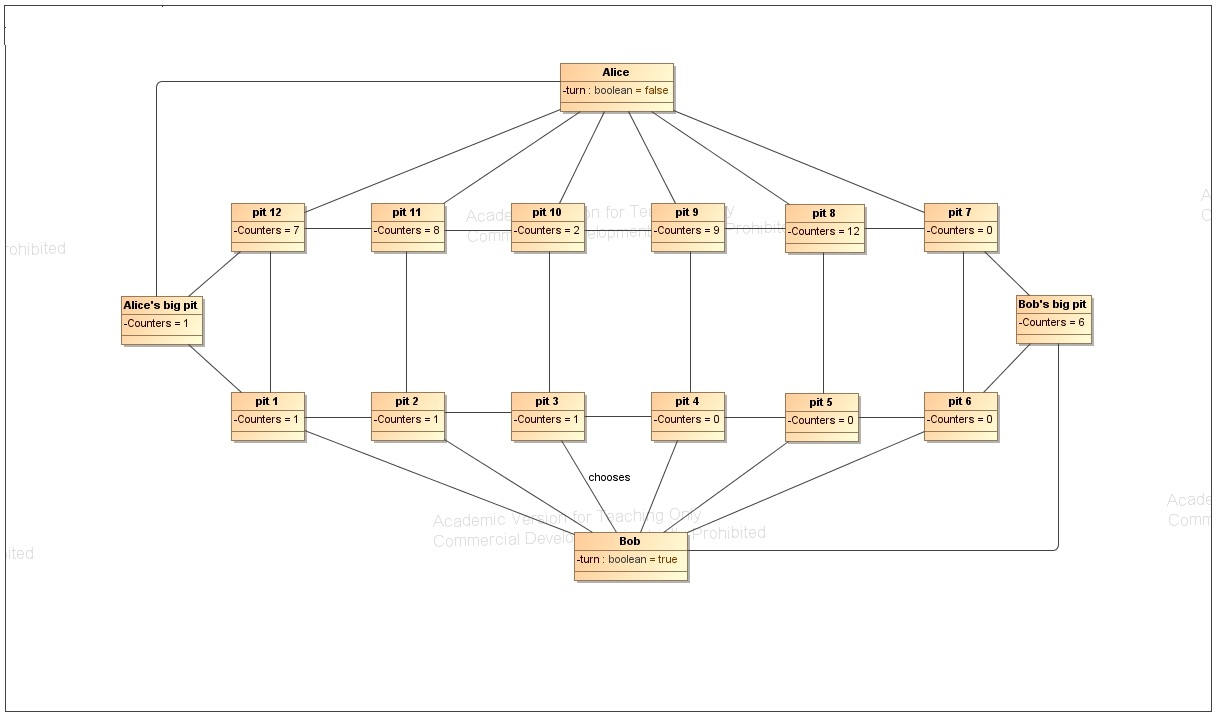 Alice
-turn : boolean = false
pit 12
-Counters = 7
pit 11
-Counters = 8
pit 10
-Counters = 2
pit 9
-Counters = 9
pit 8
-Counters = 12
pit 7
-Counters = 0
Alice's big pit
-Counters = 1
Bob's big pit
-Counters = 6
pit 1
-Counters = 1
pit 2
-Counters = 1
pit 3
-Counters = 1
pit 4
-Counters = 0
pit 5
-Counters = 0
pit 6
-Counters = 0
chooses
Academic Version for Teaching Only
Commercial Develo Prohibited
Bob
-turn : boolean = true